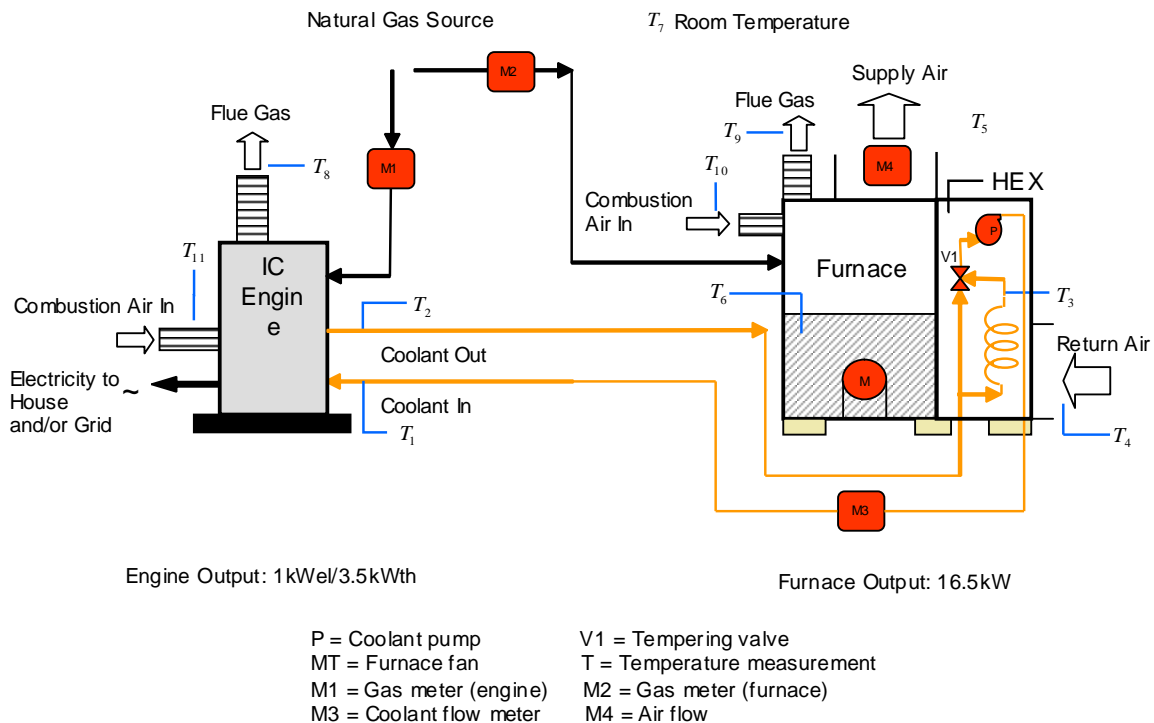 Natural Gas Source
T7 Room Temperature
M2
Supply Air
Flue Gas
Flue Gas
T9
T5
M1
M4
T8
T10
HEX
Combustion
Air In
P
T11
IC
Engin
e
V1
Furnace
T6
T3
Combustion Air In
T2
Coolant Out
Return Air
Electricity to
House
and/or Grid
~
M
Coolant In
T1
T4
M3
Engine Output: 1kWel/3.5kWth
Furnace Output: 16.5kW
P = Coolant pump
V1 = Tempering valve
MT = Furnace fan
T = Temperature measurement
M1 = Gas meter (engine)
M2 = Gas meter (furnace)
M3 = Coolant flow meter
M4 = Air flow